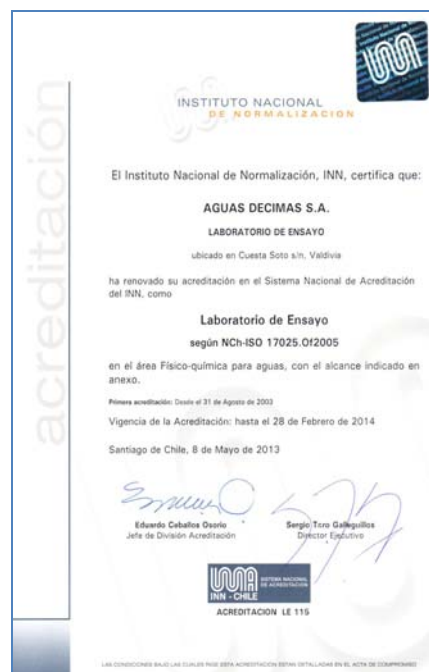 acreditación
INSTITUTO NACIONAL
DE NORMALIZACION
El Instituto Nacional de Normalización, INN, certifica que:
AGUAS DECIMAS S.A.
LABORATORIO DE ENSAYO
ubicado en Cuesta Soto s/n, Valdivia
ha renovado su acreditación en el Sistema Nacional de Acreditación
del INN, como
Laboratorio de Ensayo
según NCh-ISO 17025.Of2005
en el área Físico-química para aguas, con el alcance indicado en
anexo.
Primera acreditación: Desde el 31 de Agosto de 2003
Vigencia de la Acreditación: hasta el 28 de Febrero de 2014
Santiago de Chile, 8 de Mayo de 2013
Eduardo Ceballos Osorio
Jefe de División Acreditación
Sergio Toro Galleguillos
Director Ejecutivo
SISTEMA NACIONAL
DE ACREDITACION
INN - CHILE
ACREDITACION LE 115
LAS CONDICIONES BAJO LAS CUALES RIGE ESTA ACREDITACION ESTAN DETALLADAS EN EL ACTA DE COMPROMISO